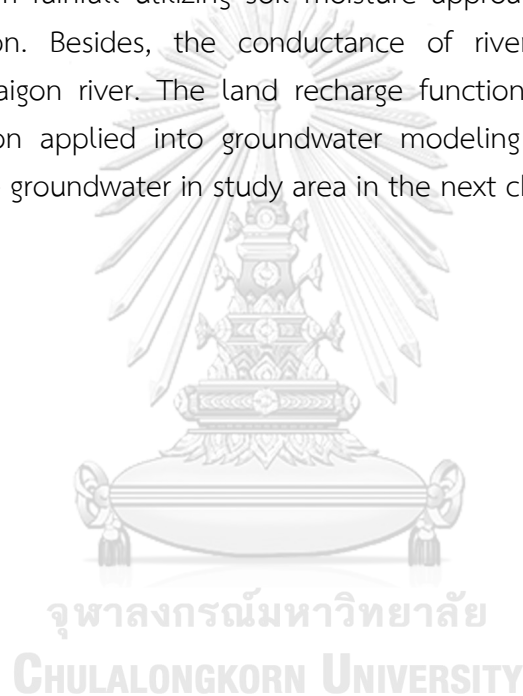 n rainfall utilizing soil moisture approa
on. Besides, the conductance of river
aigon river. The land recharge function
on applied into groundwater modeling
groundwater in study area in the next c
จุฬาลงกรณ์มหาวิทยาลัย
CHULALONGKORN UNIVERSITY